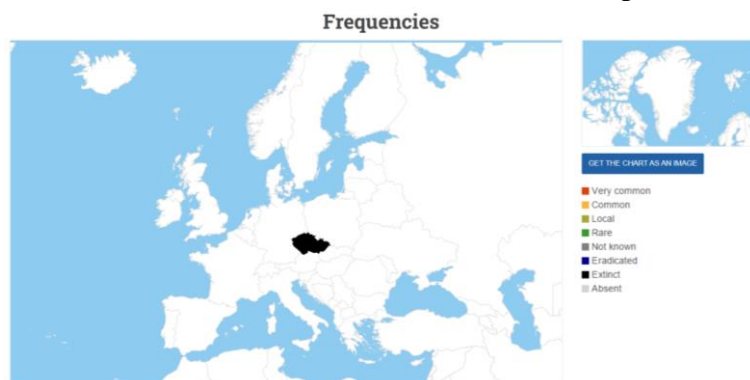 Frequencies
GET THE CHART AS AN IMAGE
Very common
Common
Local
Rare
Not known
Eradicated
Extinct
Absent